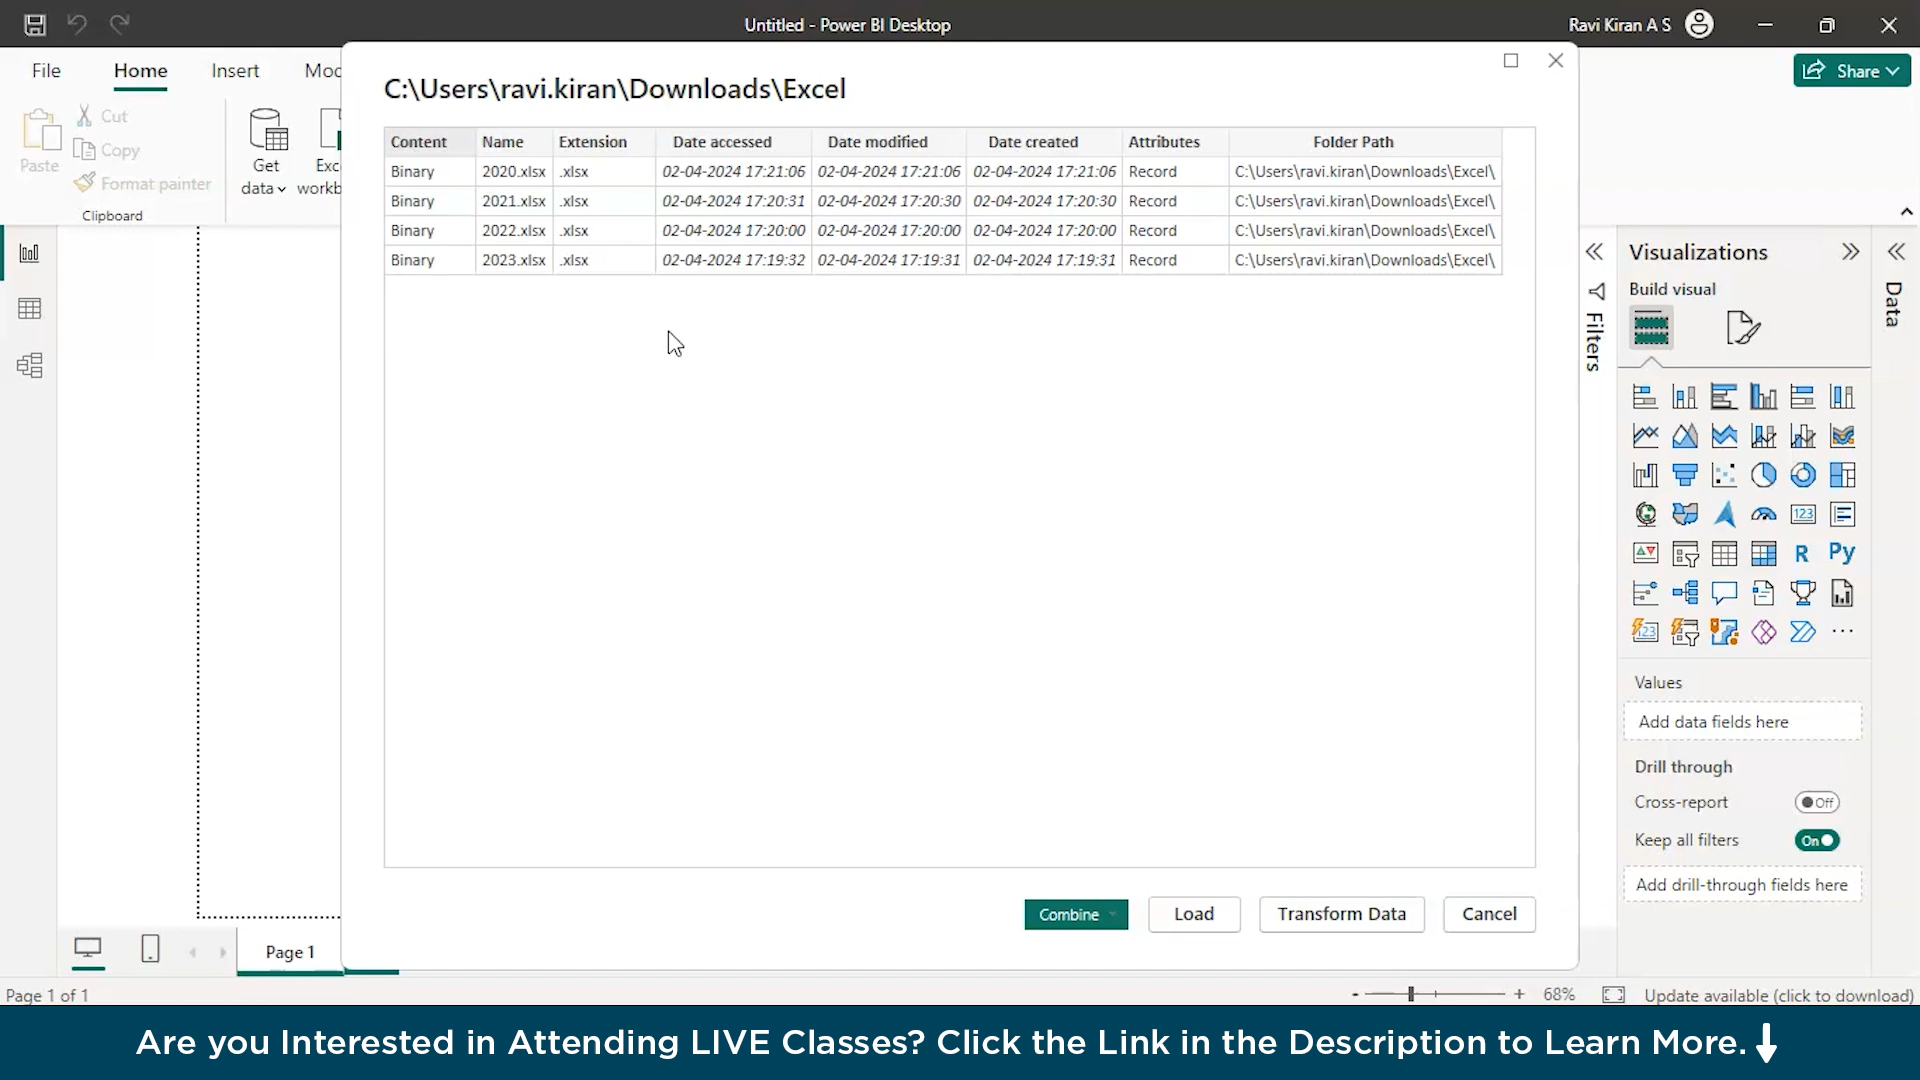 Untitled - Power BI Desktop
Ravi Kiran A S
File Home Insert Mod
Share
Paste
Cut
Copy
Format painter
Clipboard
Get
data
Exc
workb
C:\Users\ravi.kiran\Downloads\Excel
Content Name Extension Date accessed Date modified Date created Attributes Folder Path
Binary 2020.xlsx .xlsx 02-04-2024 17:21:06 02-04-2024 17:21:06 02-04-2024 17:21:06 Record C:\Users\ravi.kiran\Downloads\Excel\
Binary 2021.xlsx .xlsx 02-04-2024 17:20:31 02-04-2024 17:20:30 02-04-2024 17:20:30 Record C:\Users\ravi.kiran\Downloads\Excel\
Binary 2022.xlsx .xlsx 02-04-2024 17:20:00 02-04-2024 17:20:00 02-04-2024 17:20:00 Record C:\Users\ravi.kiran\Downloads\Excel\
Binary 2023.xlsx .xlsx 02-04-2024 17:19:32 02-04-2024 17:19:31 02-04-2024 17:19:31 Record C:\Users\ravi.kiran\Downloads\Excel\
Combine Load Transform Data Cancel
Filters
Visualizations
Build visual
123
R Py
123
Values
Add data fields here
Drill through
Cross-report Off
Keep all filters On
Add drill-through fields here
Data
Page 1
Page 1 of 1
- + 68%
Update available (click to download)
Are you Interested in Attending LIVE Classes? Click the Link in the Description to Learn More.